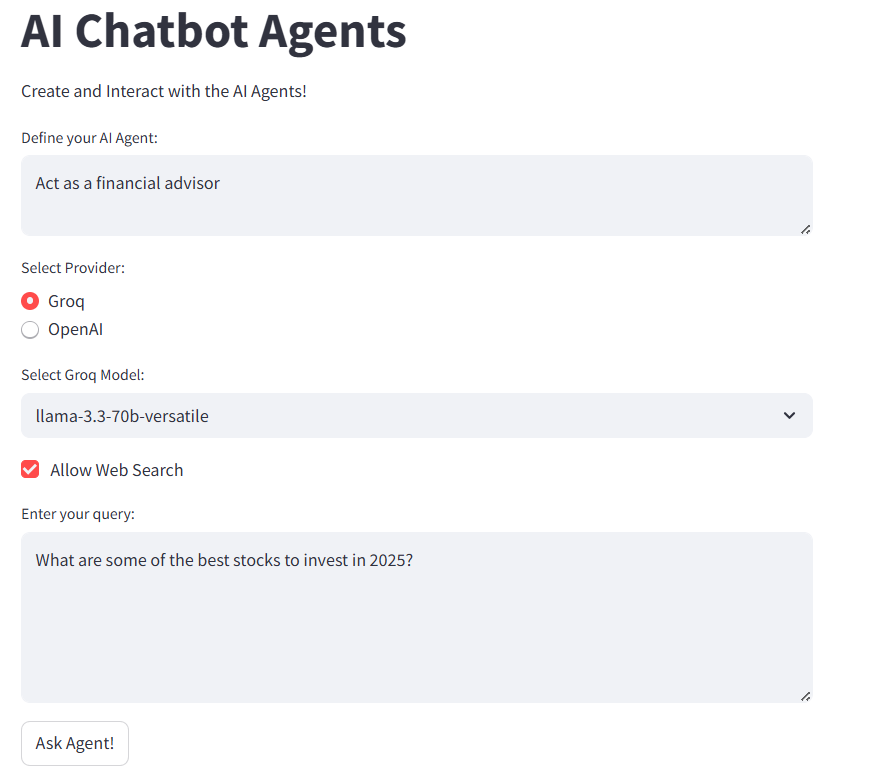 AI Chatbot Agents
Create and Interact with the AI Agents!
Define your AI Agent:
Act as a financial advisor
Select Provider:
Groq
OpenAI
Select Groq Model:
llama-3.3-70b-versatile
Allow Web Search
Enter your query:
What are some of the best stocks to invest in 2025?
Ask Agent!